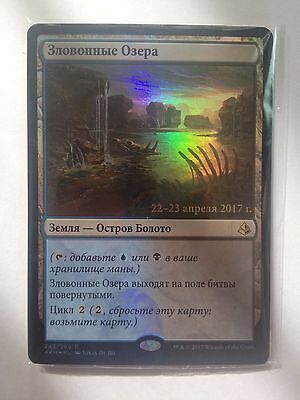 Зловонные Озера
22–23 апреля 2017 г.
Земля — Остров Болото
(: добавьте или в ваше
хранилище маны.)
Зловонные Озера выходят на поле битвы
повернутыми.
Цикл 2 (2, сбросьте эту карту:
возьмите карту.)
R